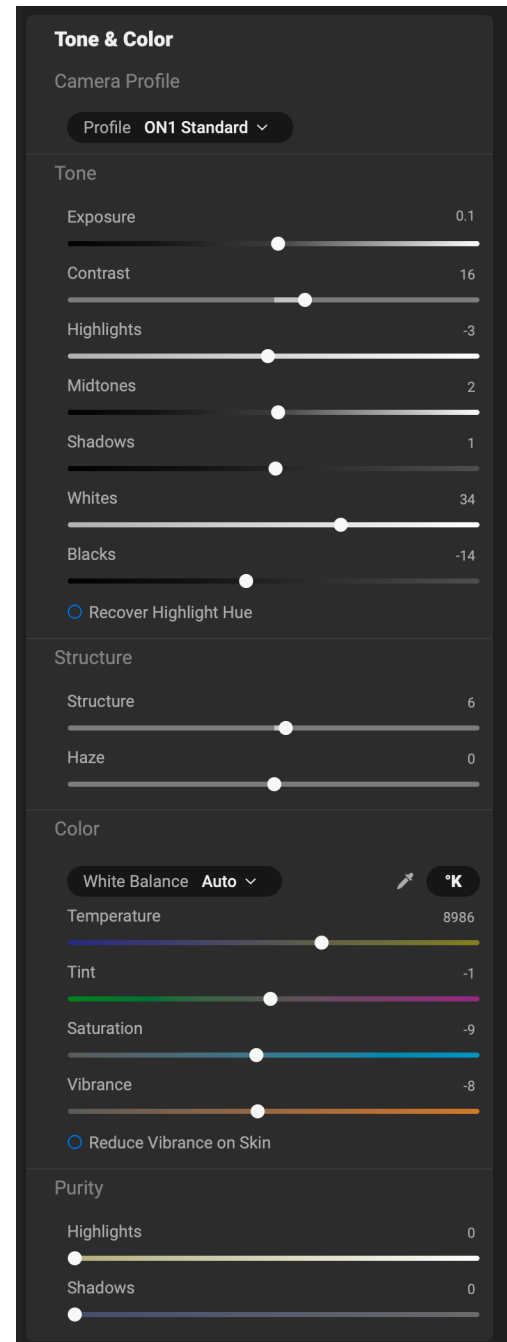 Tone & Color
Camera Profile
Profile ON1 Standard
Tone
Exposure 0.1
Contrast 16
Highlights -3
Midtones 2
Shadows 1
Whites 34
Blacks -14
Recover Highlight Hue
Structure
Structure 6
Haze 0
Color
White Balance Auto °K
Temperature 8986
Tint -1
Saturation -9
Vibrance -8
Reduce Vibrance on Skin
Purity
Highlights 0
Shadows 0